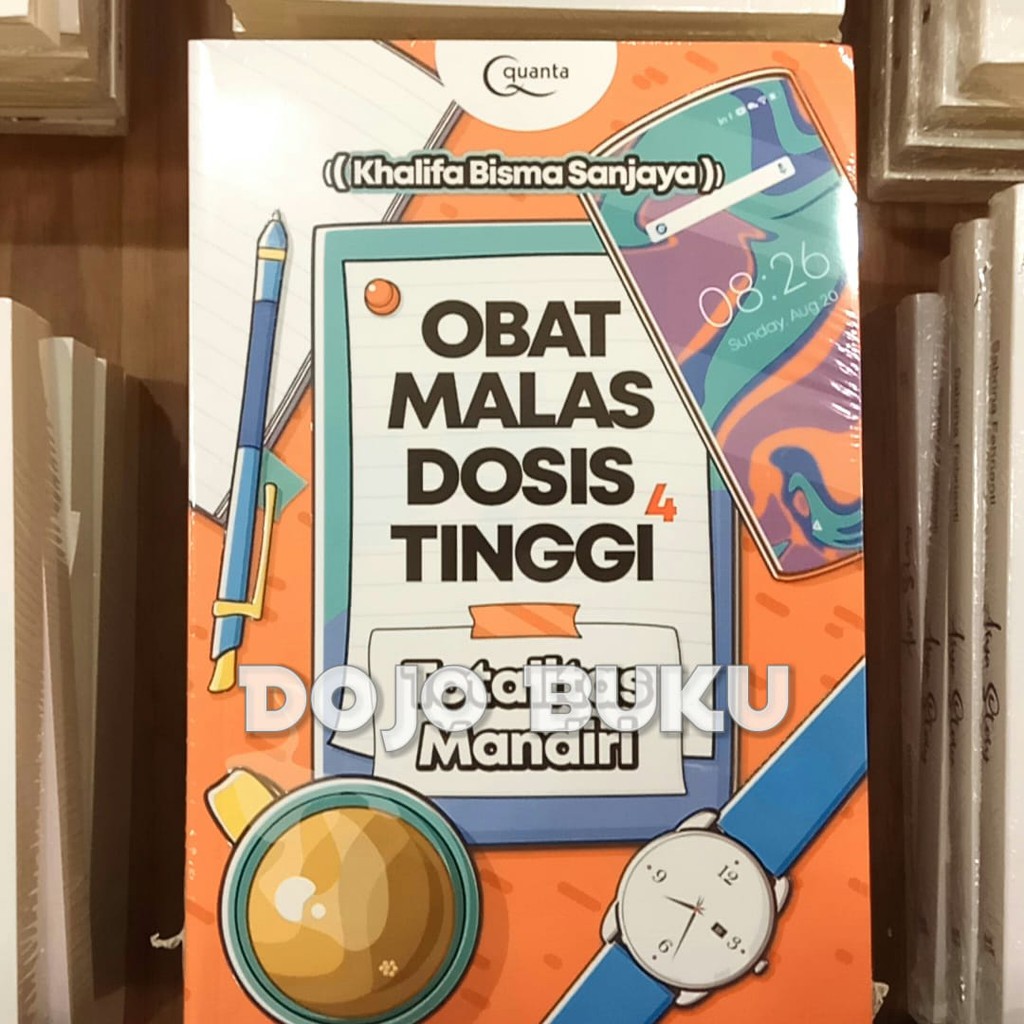 quanta
Khalifa Bisma Sanjaya
08:26
Sunday, Aug 20
OBAT
MALAS
DOSIS
TINGGI 4
Totalitas
Mandiri
DOJO BUKU
12
9
3
6